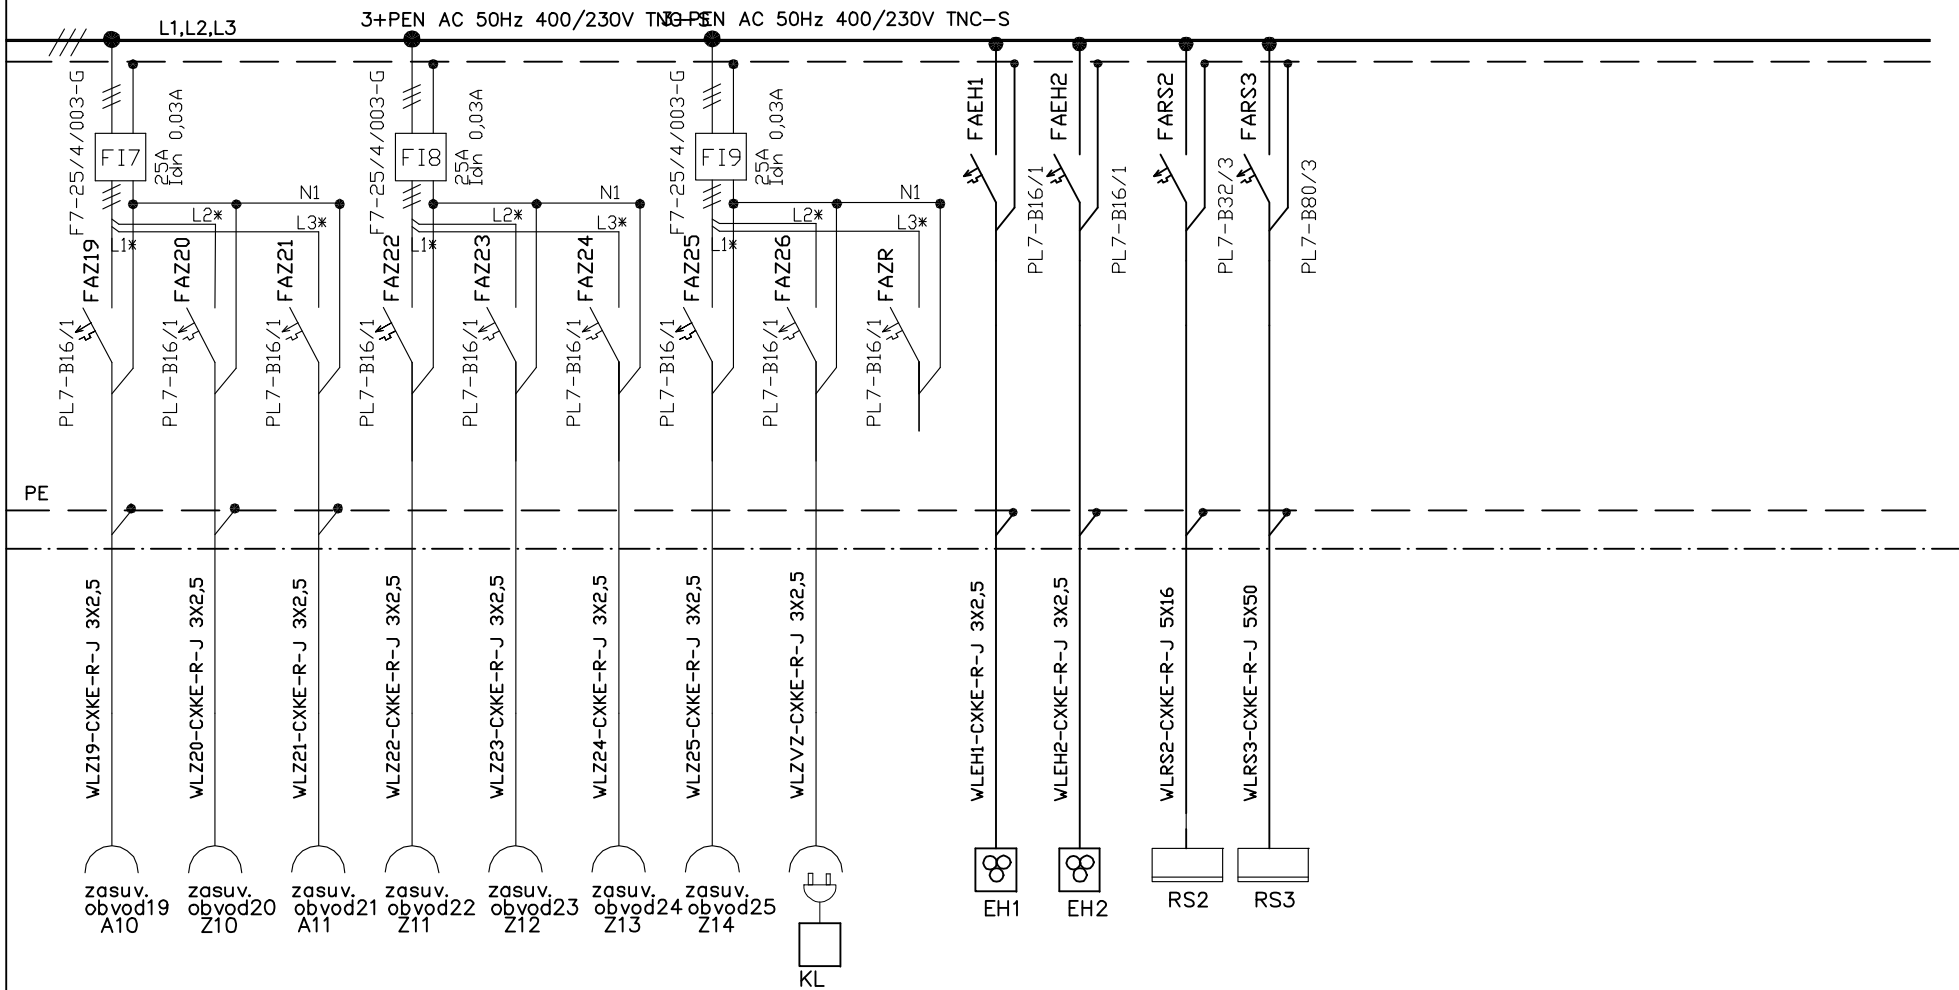 L1,L2,L3
3+PEN AC 50Hz 400/230V TNC-S
3+PEN AC 50Hz 400/230V TNC-S
F7-25/4/003-G
FI7
25A
Idn 0,03A
F7-25/4/003-G
FI8
25A
Idn 0,03A
F7-25/4/003-G
FI9
25A
Idn 0,03A
FAEH1
FAEH2
FARS2
FARS3
PL7-B16/1
PL7-B16/1
PL7-B32/3
PL7-B80/3
N1
L2*
L3*
L1*
N1
L2*
L3*
L1*
N1
L2*
L3*
L1*
FAZ19
FAZ20
FAZ21
FAZ22
FAZ23
FAZ24
FAZ25
FAZ26
FAZR
PL7-B16/1
PL7-B16/1
PL7-B16/1
PL7-B16/1
PL7-B16/1
PL7-B16/1
PL7-B16/1
PL7-B16/1
PL7-B16/1
PE
WLZ19-CXKE-R-J 3X2,5
WLZ20-CXKE-R-J 3X2,5
WLZ21-CXKE-R-J 3X2,5
WLZ22-CXKE-R-J 3X2,5
WLZ23-CXKE-R-J 3X2,5
WLZ24-CXKE-R-J 3X2,5
WLZ25-CXKE-R-J 3X2,5
WLZVZ-CXKE-R-J 3X2,5
WLEH1-CXKE-R-J 3X2,5
WLEH2-CXKE-R-J 3X2,5
WLRS2-CXKE-R-J 5X16
WLRS3-CXKE-R-J 5X50
zasuv.
obvod19
A10
zasuv.
obvod20
Z10
zasuv.
obvod21
A11
zasuv.
obvod22
Z11
zasuv.
obvod23
Z12
zasuv.
obvod24
Z13
zasuv.
obvod25
Z14
KL
EH1
EH2
RS2
RS3